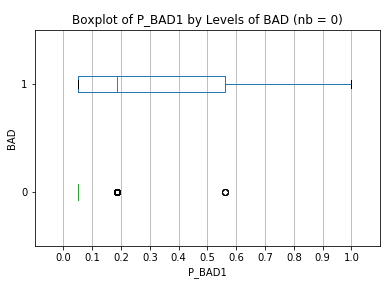 Boxplot of P_BAD1 by Levels of BAD (nb = 0)
1
BAD
0
0.0 0.1 0.2 0.3 0.4 0.5 0.6 0.7 0.8 0.9 1.0
P_BAD1